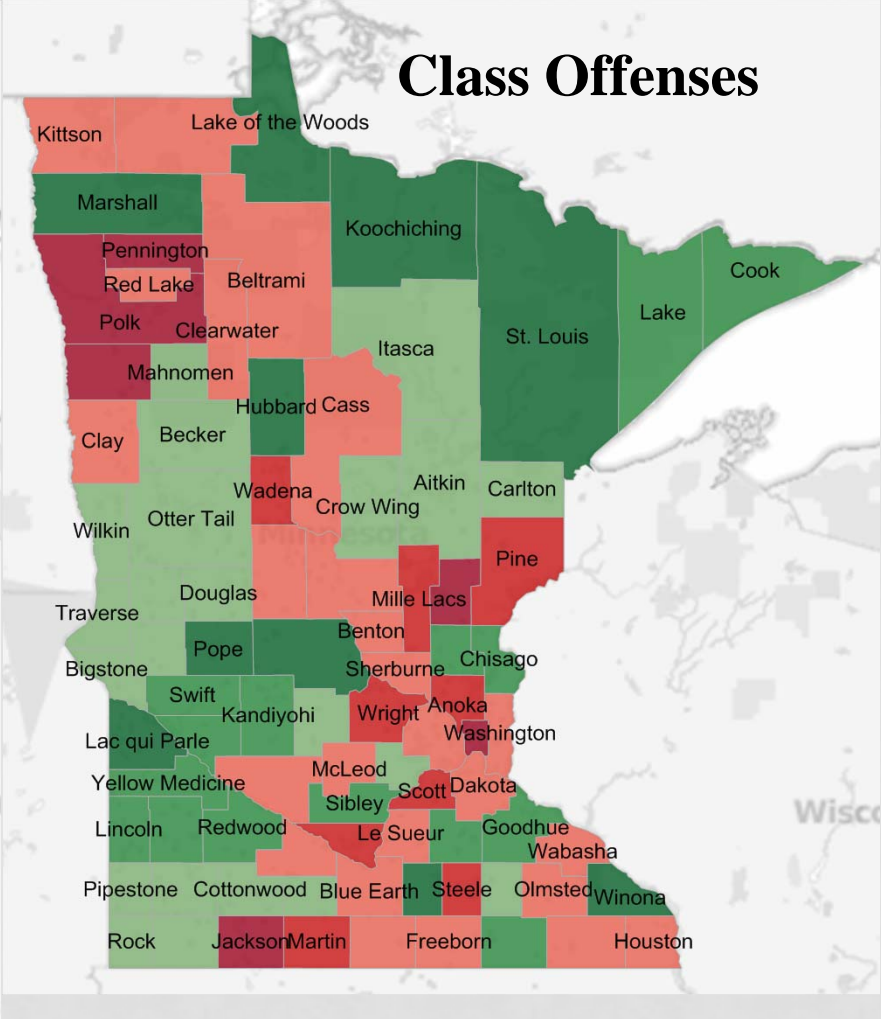 Class Offenses
Lake of the Woods
Kittson
Marshall
Koochiching
Pennington
Cook
Beltrami
Red Lake
Lake
Polk
Clearwater
St. Louis
Itasca
Mahnomen
Hubbard
Cass
Becker
Clay
Aitkin
Wadena
Carlton
Crow Wing
Otter Tail
Wilkin
Minnesota
Pine
Douglas
Mille Lacs
Traverse
Benton
Pope
Chisago
Bigstone
Sherburne
Swift
Anoka
Wright
Kandiyohi
Washington
Lac qui Parle
McLeod
Yellow Medicine
Dakota
Scott
Sibley
Wisc
Lincoln
Redwood
Goodhue
Le Sueur
Wabasha
Pipestone
Cottonwood
Blue Earth
Steele
Olmsted
Winona
Rock
Jackson
Martin
Freeborn
Houston